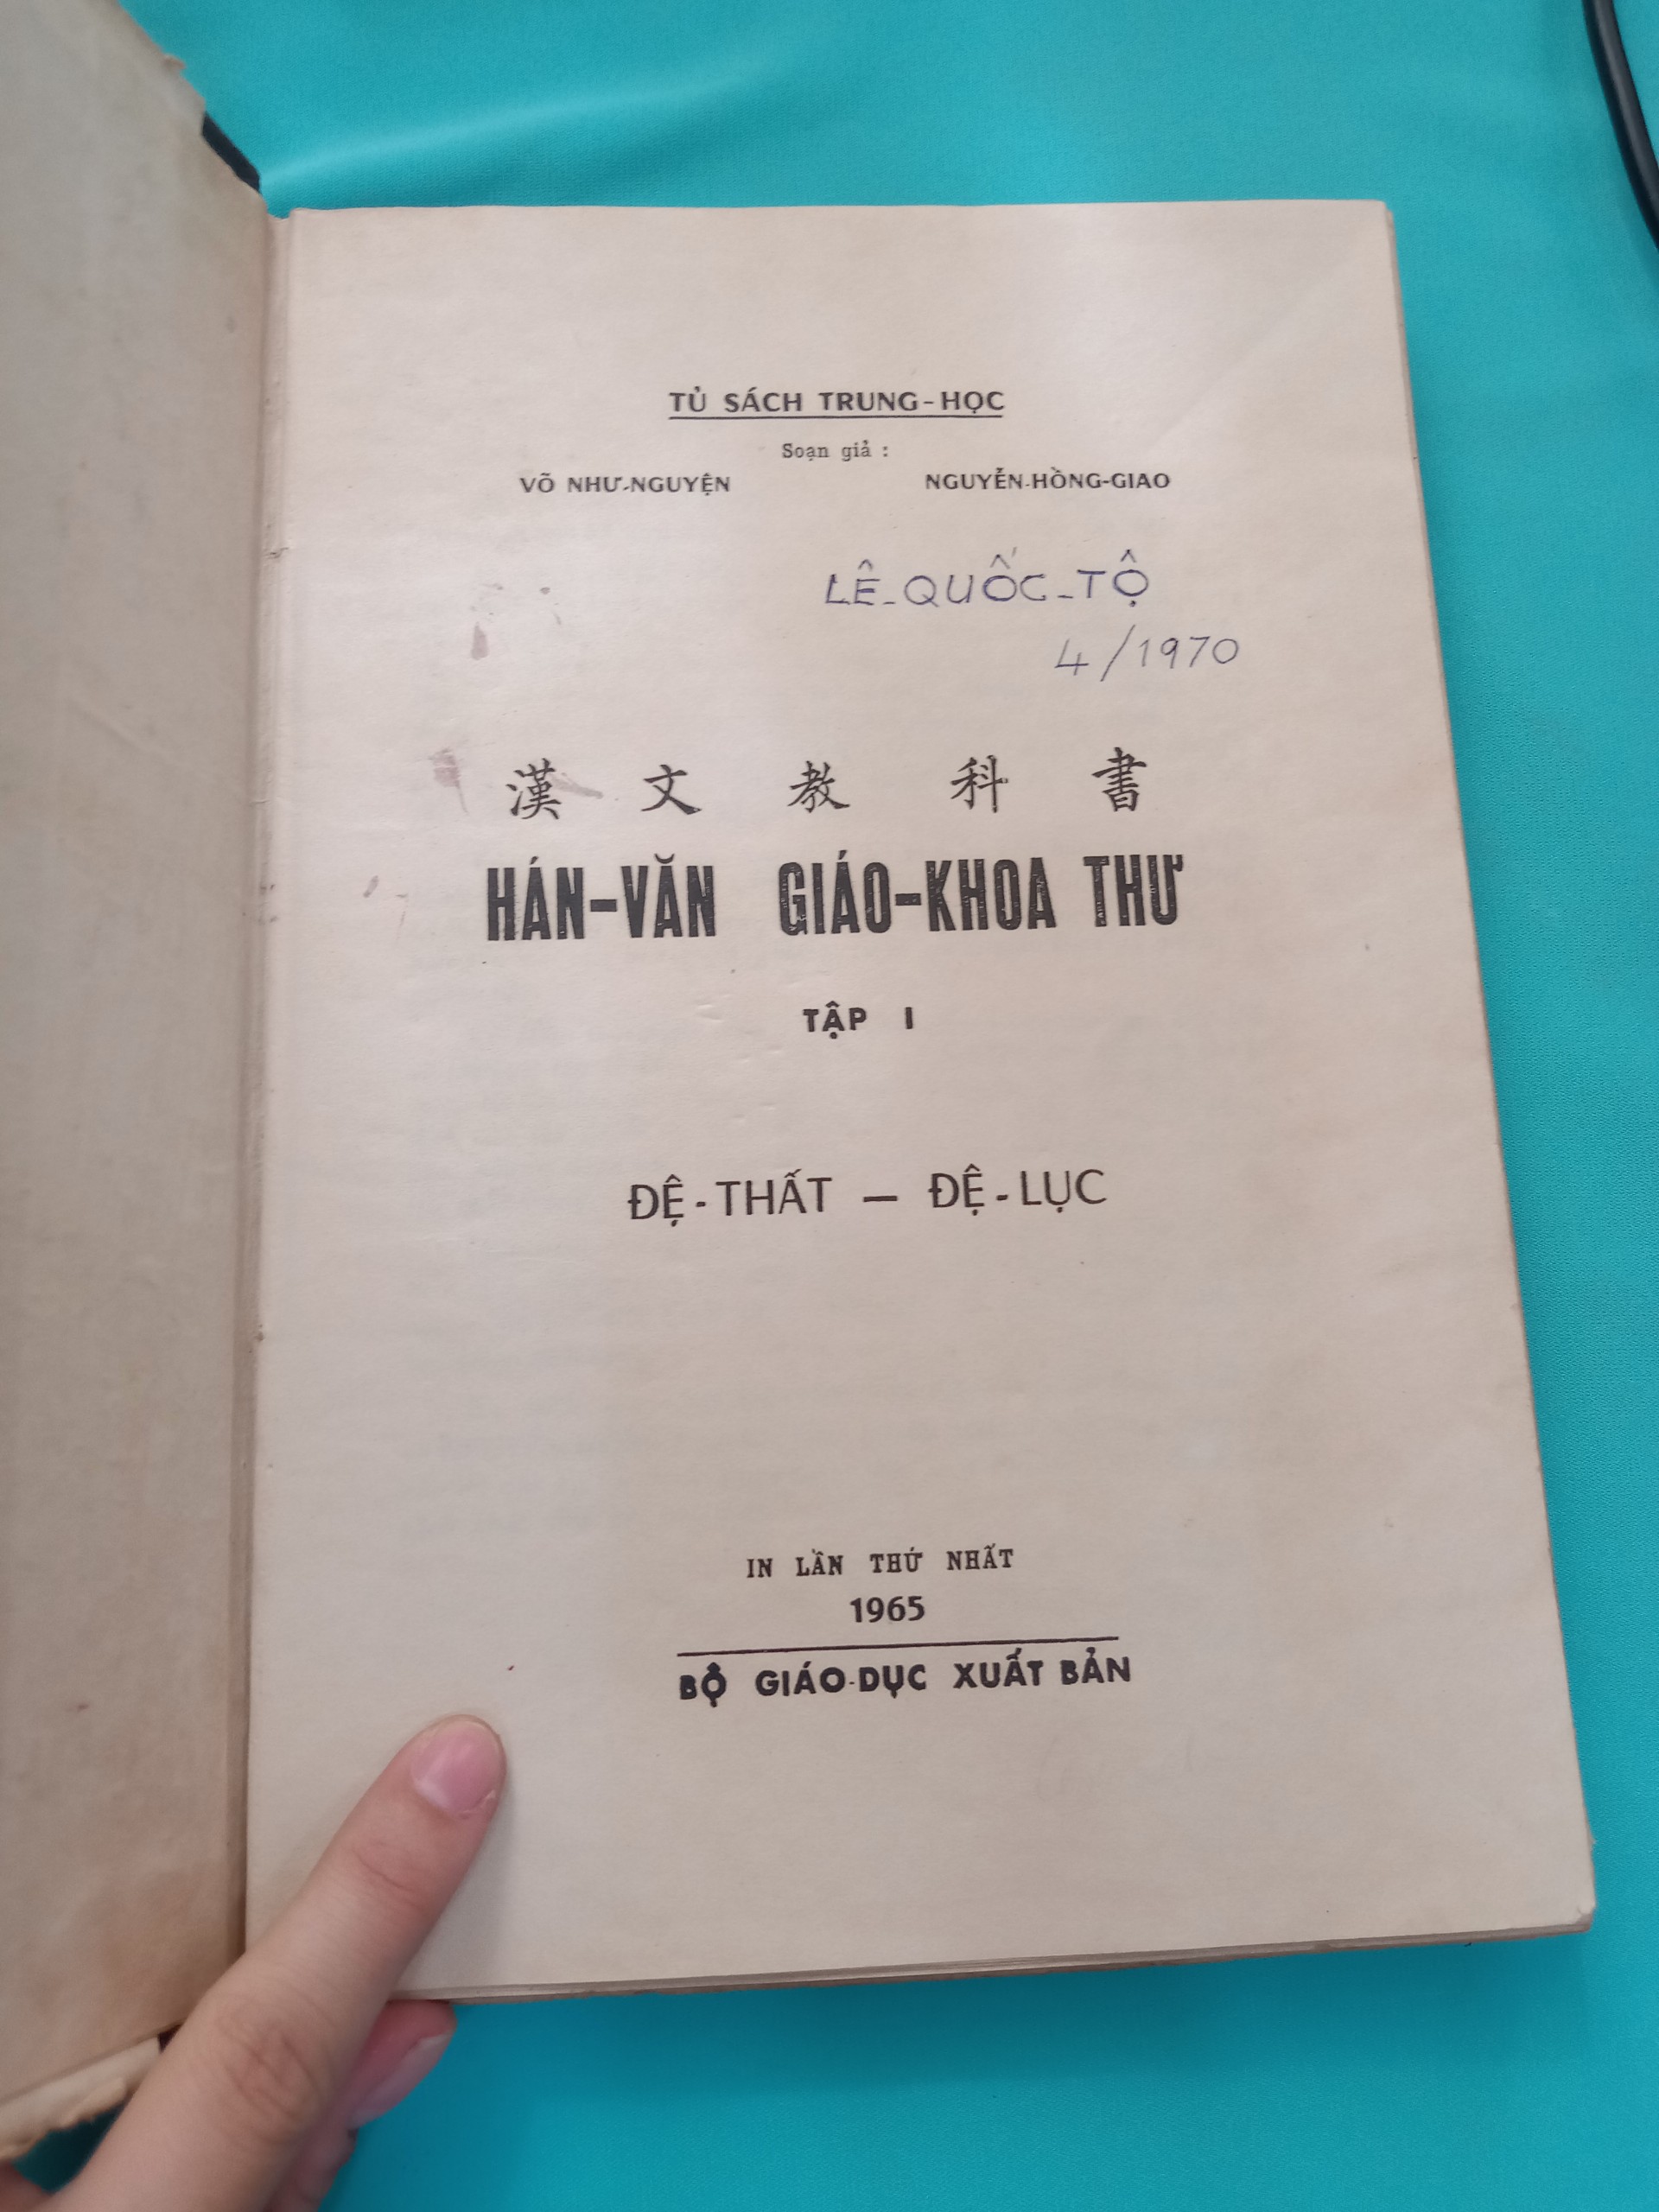 TỦ SÁCH TRUNG-HỌC
Soạn giả :
VÕ NHƯ-NGUYỆN NGUYỄN-HỒNG-GIAO
LÊ-QUỐC-TỘ
4/1970
漢文教科書
HÁN-VĂN GIÁO-KHOA THƯ
TẬP I
ĐỆ-THẤT — ĐỆ-LỤC
IN LẦN THỨ NHẤT
1965
BỘ GIÁO-DỤC XUẤT BẢN